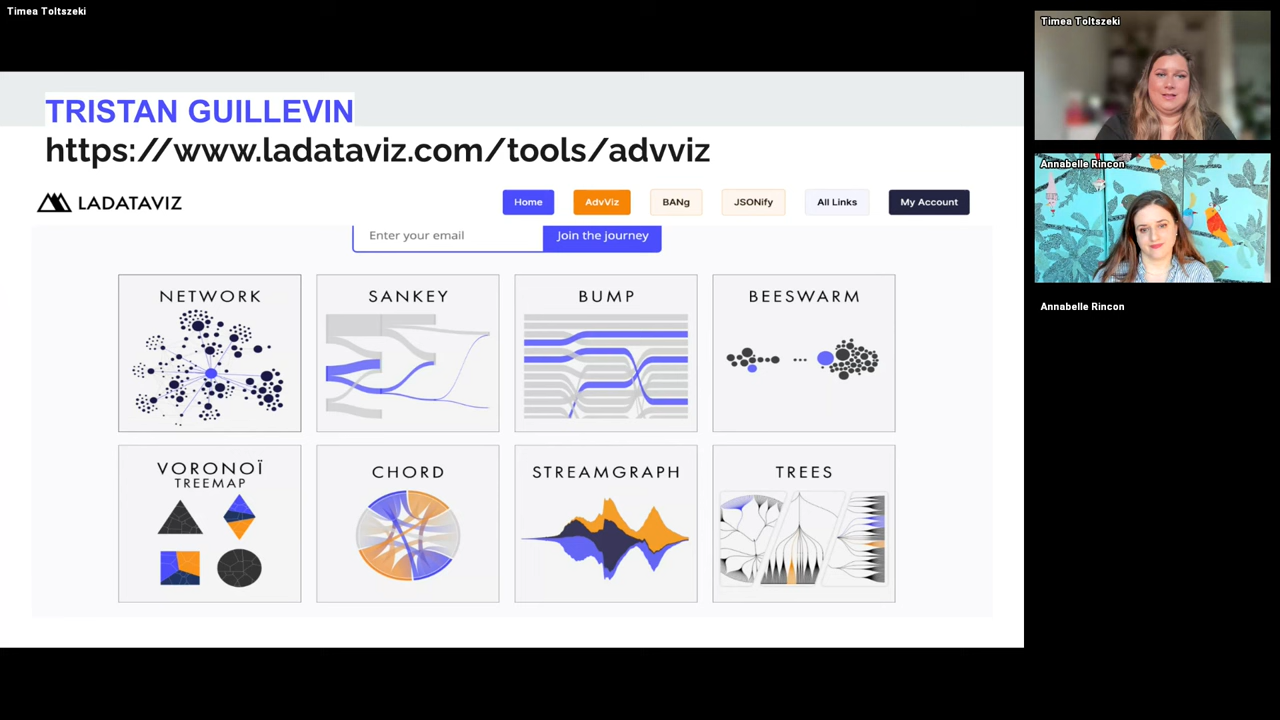 Timea Toltszeki
TRISTAN GUILLEVIN
https://www.ladataviz.com/tools/advviz
LADATAVIZ
Home
AdvViz
BANg
JSONify
All Links
My Account
Enter your email
Join the journey
NETWORK
SANKEY
BUMP
BEESWARM
VORONOÏ
TREEMAP
CHORD
STREAMGRAPH
TREES
Timea Toltszeki
Annabelle Rincon
Annabelle Rincon